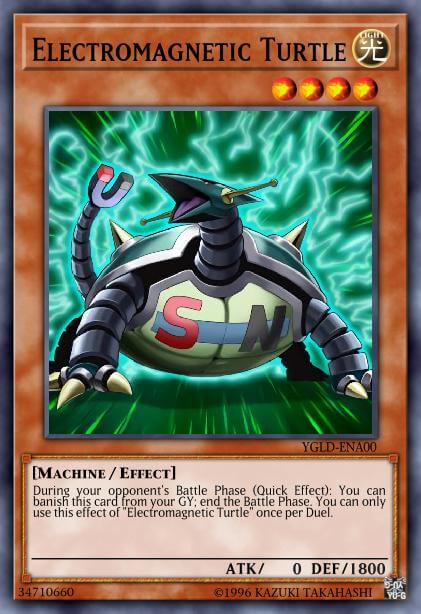 ELECTROMAGNETIC TURTLE
LIGHT
光
S N
YGLD-ENA00
[MACHINE / EFFECT]
During your opponent's Battle Phase (Quick Effect): You can
banish this card from your GY; end the Battle Phase. You can only
use this effect of "Electromagnetic Turtle" once per Duel.
ATK/ 0 DEF/1800
34710660
©1996 KAZUKI TAKAHASHI